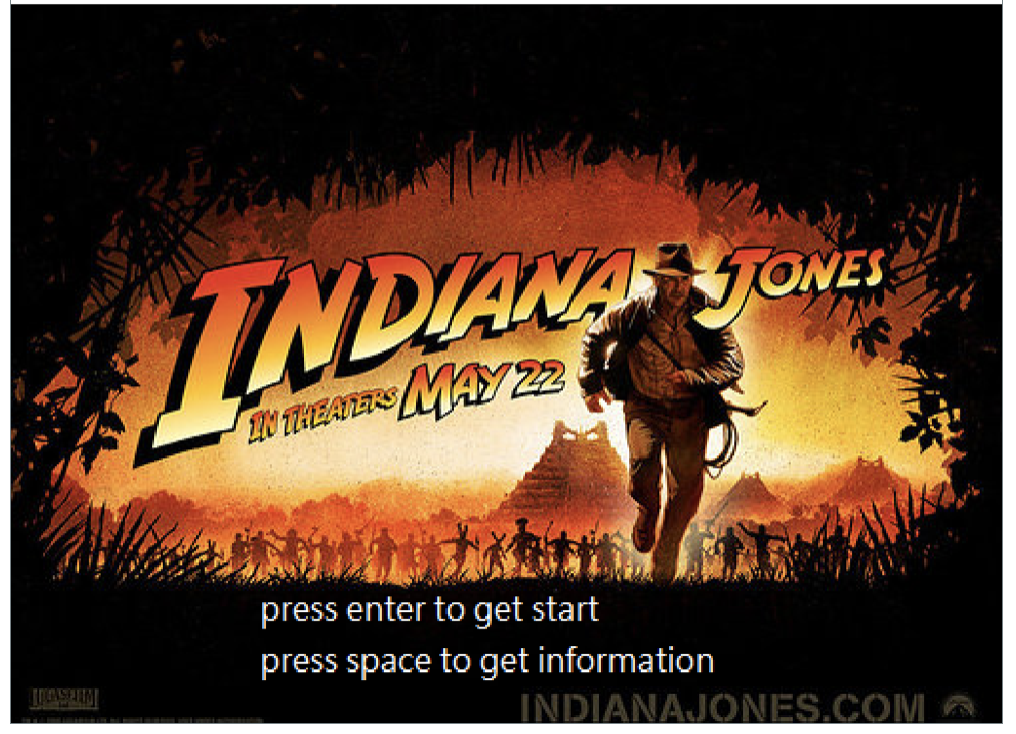 INDIANA JONES
IN THEATERS MAY 22
press enter to get start
press space to get information
LUCASFILM
INDIANAJONES.COM